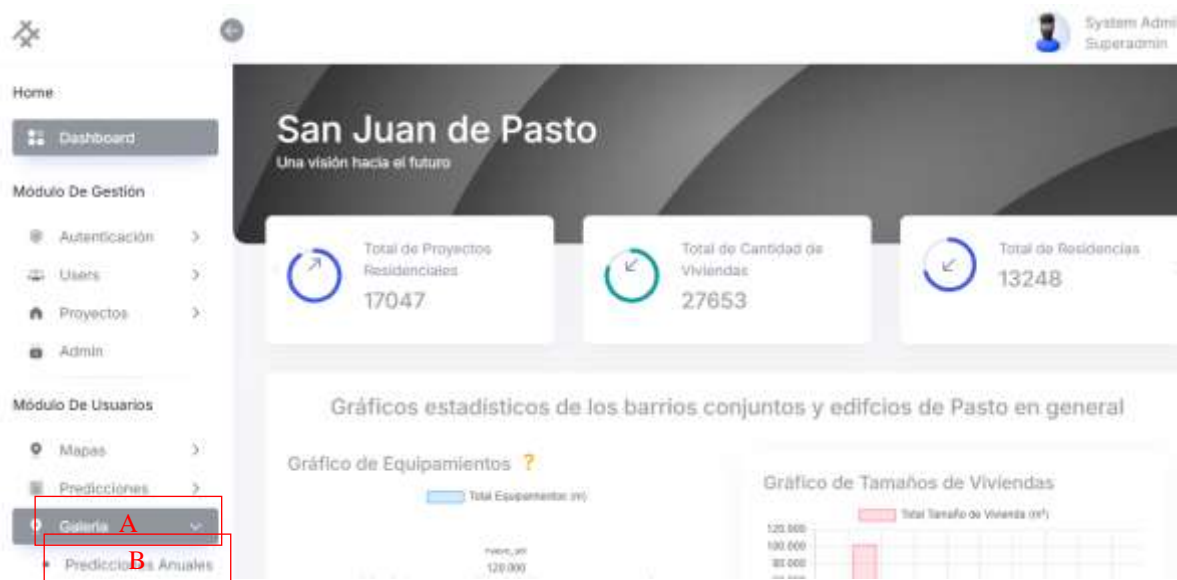 System Admi
Superadmin
Home
Dashboard
Módulo De Gestión
Autenticación
Users
Proyectos
Admin
Módulo De Usuarios
Mapas
Predicciones
Galería A
B
Predicciones Anuales
San Juan de Pasto
Una visión hacia el futuro
Total de Proyectos
Residenciales
17047
Total de Cantidad de
Viviendas
27653
Total de Residencias
13248
Gráficos estadísticos de los barrios conjuntos y edifcios de Pasto en general
Gráfico de Equipamientos ?
Total Equipamientos (m)
120.000
Gráfico de Tamaños de Viviendas
Total Tamaño de Vivienda (m²)
120.000
100.000
80.000